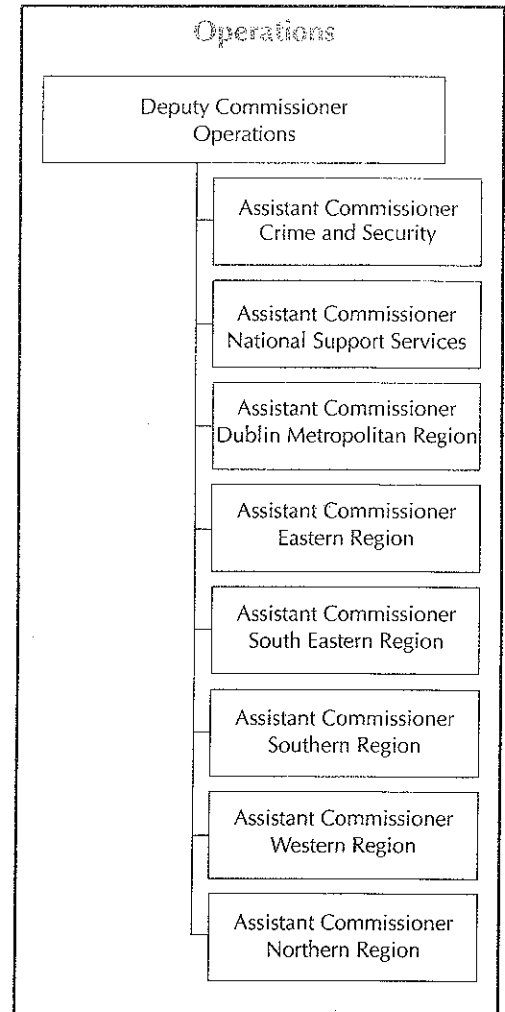 Operations
Deputy Commissioner
Operations
Assistant Commissioner
Crime and Security
Assistant Commissioner
National Support Services
Assistant Commissioner
Dublin Metropolitan Region
Assistant Commissioner
Eastern Region
Assistant Commissioner
South Eastern Region
Assistant Commissioner
Southern Region
Assistant Commissioner
Western Region
Assistant Commissioner
Northern Region